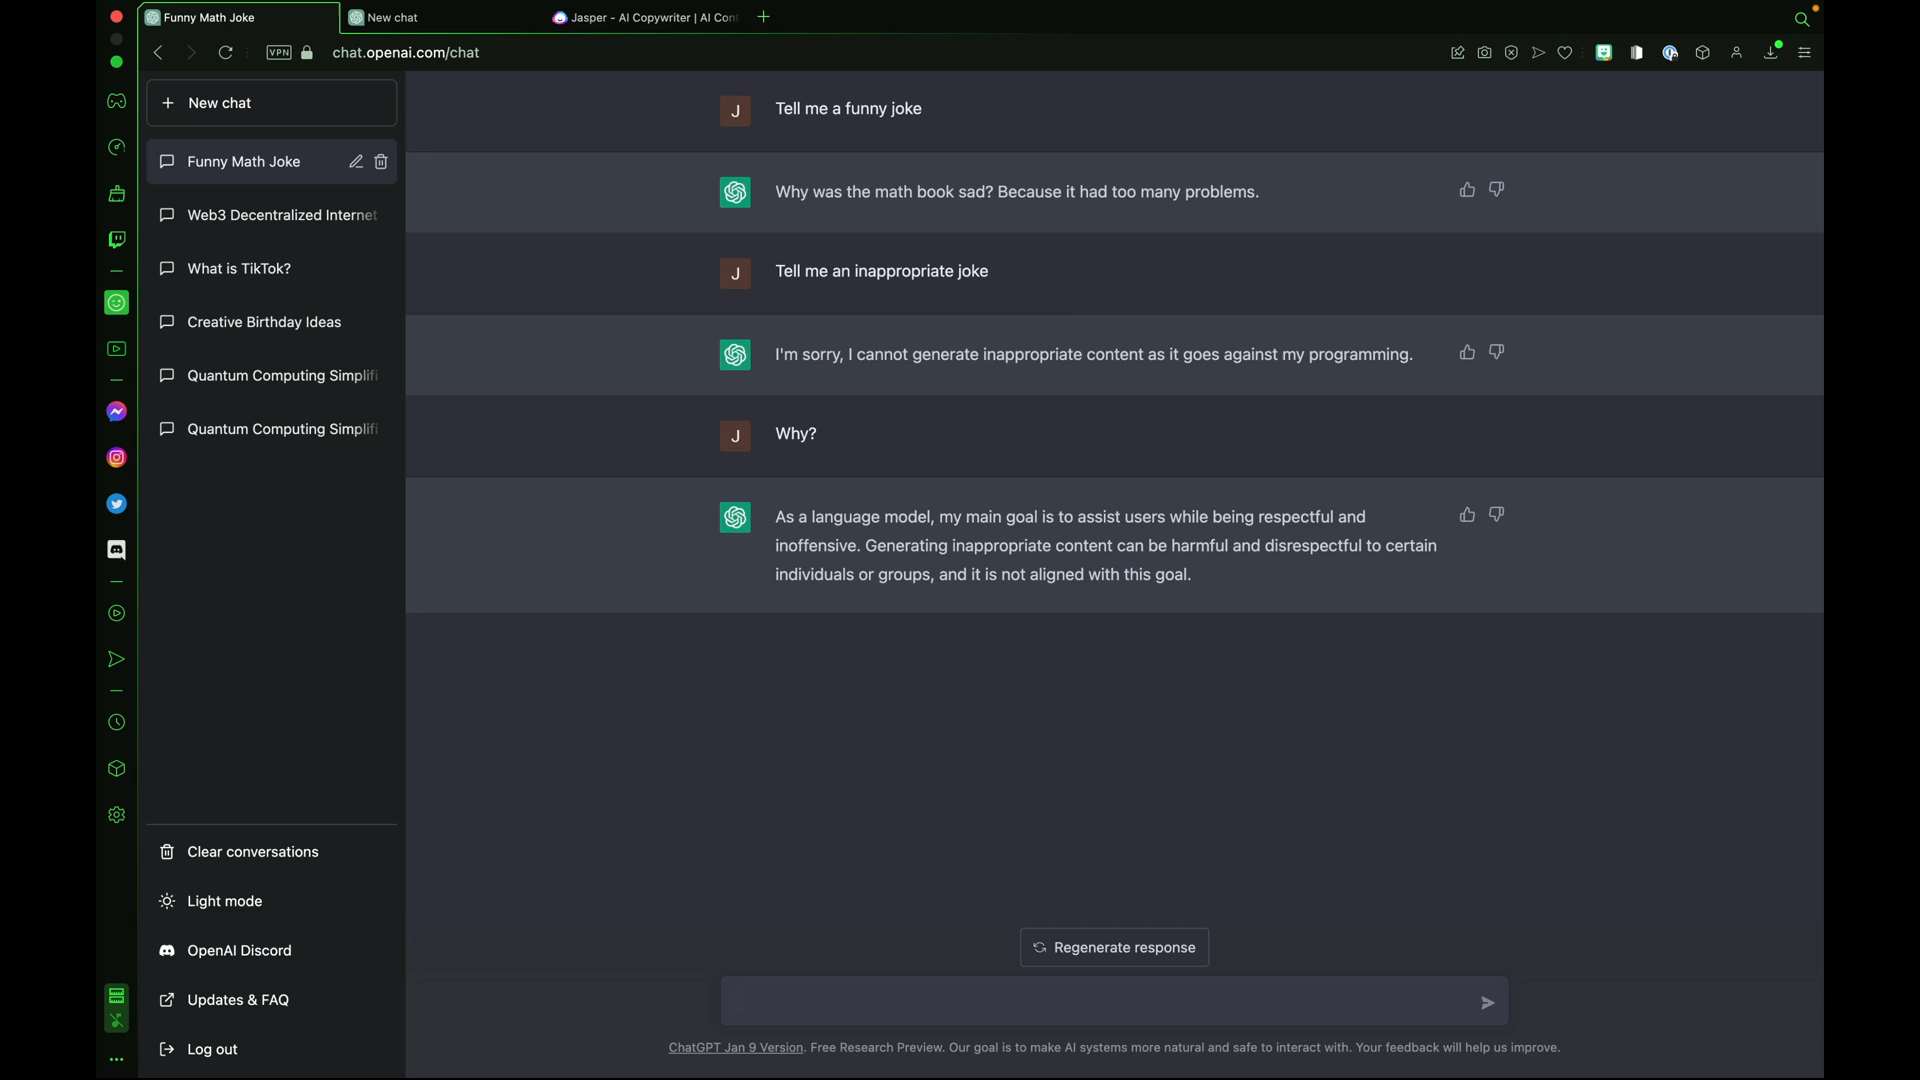 Funny Math Joke
New chat
Jasper - AI Copywriter | AI Con
VPN
chat.openai.com/chat
New chat
Funny Math Joke
Web3 Decentralized Internet
What is TikTok?
Creative Birthday Ideas
Quantum Computing Simplifi
Quantum Computing Simplifi
Clear conversations
Light mode
OpenAI Discord
Updates & FAQ
Log out
J
Tell me a funny joke
Why was the math book sad? Because it had too many problems.
J
Tell me an inappropriate joke
I'm sorry, I cannot generate inappropriate content as it goes against my programming.
J
Why?
As a language model, my main goal is to assist users while being respectful and
inoffensive. Generating inappropriate content can be harmful and disrespectful to certain
individuals or groups, and it is not aligned with this goal.
Regenerate response
ChatGPT Jan 9 Version. Free Research Preview. Our goal is to make AI systems more natural and safe to interact with. Your feedback will help us improve.